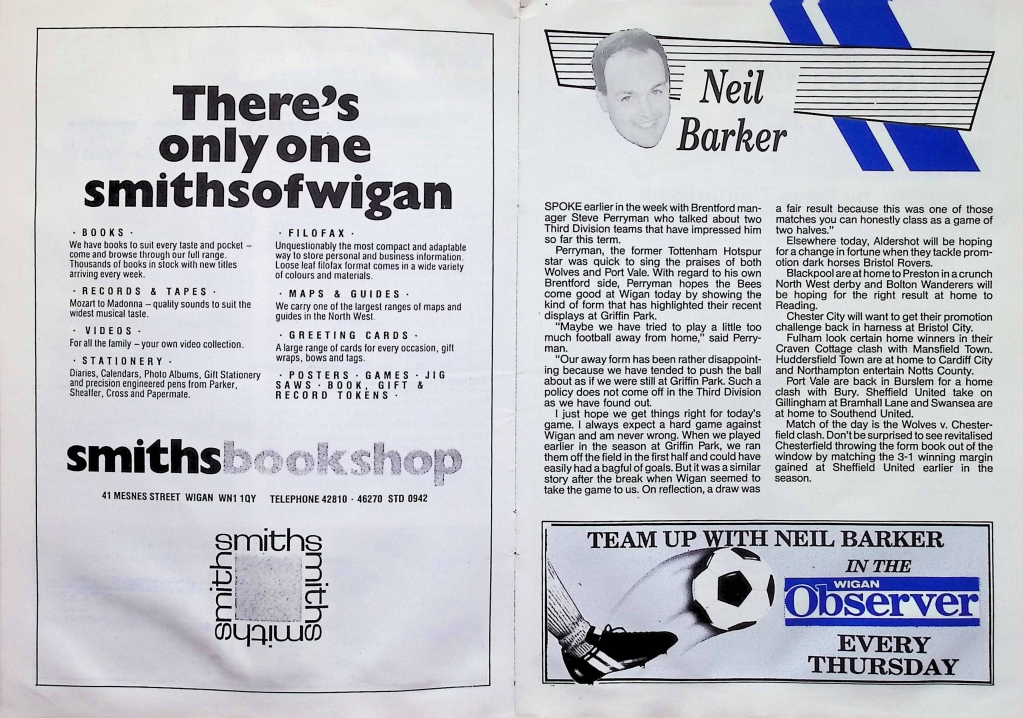 There's
only one
smithsofwigan
· BOOKS ·
We have books to suit every taste and pocket –
come and browse through our full range.
Thousands of books in stock with new titles
arriving every week.
· RECORDS & TAPES ·
Mozart to Madonna – quality sounds to suit the
widest musical taste.
· VIDEOS ·
For all the family – your own video collection.
· STATIONERY ·
Diaries, Calendars, Photo Albums, Gift Stationery
and precision engineered pens from Parker,
Sheaffer, Cross and Papermate.
· FILOFAX ·
Unquestionably the most compact and adaptable
way to store personal and business information.
Loose leaf filofax format comes in a wide variety
of colours and materials.
· MAPS & GUIDES ·
We carry one of the largest ranges of maps and
guides in the North West.
· GREETING CARDS ·
A large range of cards for every occasion, gift
wraps, bows and tags.
· POSTERS · GAMES · JIG
SAWS · BOOK, GIFT &
RECORD TOKENS ·
smithsbookshop
41 MESNES STREET WIGAN WN1 1QY TELEPHONE 42810 · 46270 STD 0942
smiths
smiths
smiths
smiths
Neil
Barker
SPOKE earlier in the week with Brentford man-
ager Steve Perryman who talked about two
Third Division teams that have impressed him
so far this term.
Perryman, the former Tottenham Hotspur
star was quick to sing the praises of both
Wolves and Port Vale. With regard to his own
Brentford side, Perryman hopes the Bees
come good at Wigan today by showing the
kind of form that has highlighted their recent
displays at Griffin Park.
"Maybe we have tried to play a little too
much football away from home," said Perry-
man.
"Our away form has been rather disappoint-
ing because we have tended to push the ball
about as if we were still at Griffin Park. Such a
policy does not come off in the Third Division
as we have found out.
I just hope we get things right for today's
game. I always expect a hard game against
Wigan and am never wrong. When we played
earlier in the season at Griffin Park, we ran
them off the field in the first half and could have
easily had a bagful of goals. But it was a similar
story after the break when Wigan seemed to
take the game to us. On reflection, a draw was
a fair result because this was one of those
matches you can honestly class as a game of
two halves."
Elsewhere today, Aldershot will be hoping
for a change in fortune when they tackle prom-
otion dark horses Bristol Rovers.
Blackpool are at home to Preston in a crunch
North West derby and Bolton Wanderers will
be hoping for the right result at home to
Reading.
Chester City will want to get their promotion
challenge back in harness at Bristol City.
Fulham look certain home winners in their
Craven Cottage clash with Mansfield Town.
Huddersfield Town are at home to Cardiff City
and Northampton entertain Notts County.
Port Vale are back in Burslem for a home
clash with Bury. Sheffield United take on
Gillingham at Bramhall Lane and Swansea are
at home to Southend United.
Match of the day is the Wolves v. Chester-
field clash. Don't be surprised to see revitalised
Chesterfield throwing the form book out of the
window by matching the 3-1 winning margin
gained at Sheffield United earlier in the
season.
TEAM UP WITH NEIL BARKER
IN THE
WIGAN
Observer
EVERY
THURSDAY